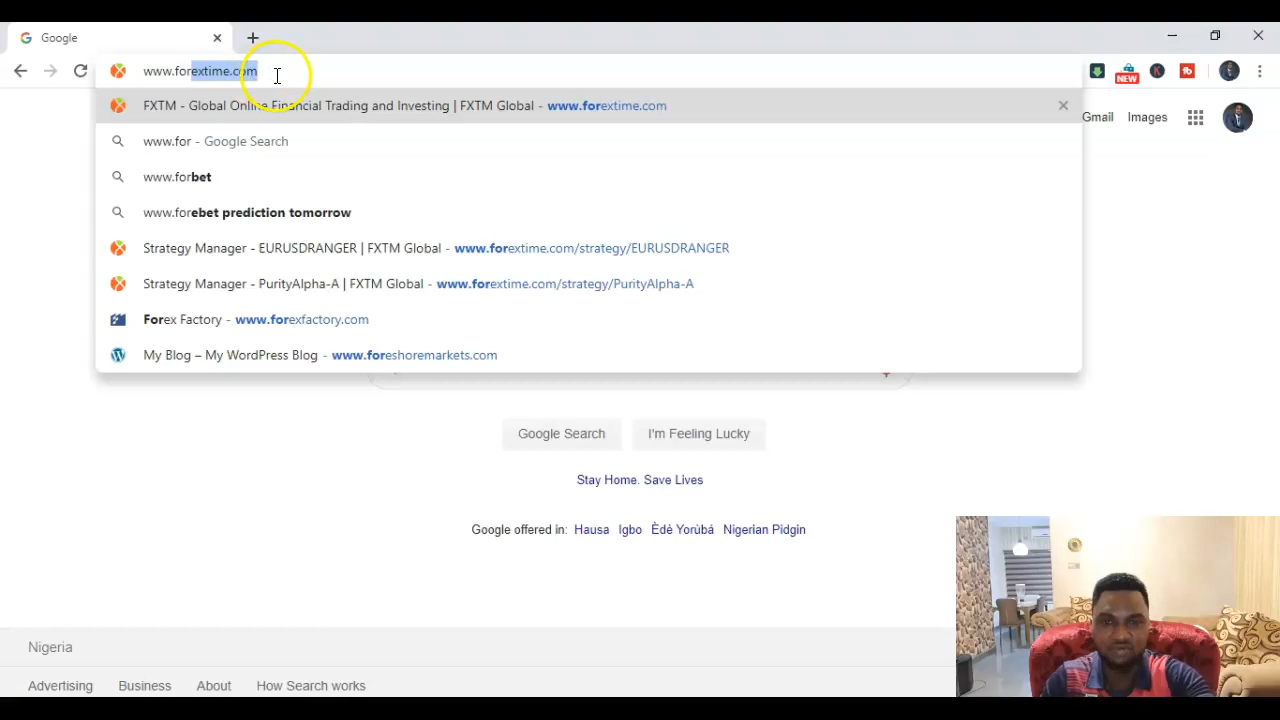 Google
www.forextime.com
NEW
FXTM - Global Online Financial Trading and Investing | FXTM Global - www.forextime.com
Gmail Images
www.for - Google Search
www.forbet
www.forebet prediction tomorrow
Strategy Manager - EURUSDRANGER | FXTM Global - www.forextime.com/strategy/EURUSDRANGER
Strategy Manager - PurityAlpha-A | FXTM Global - www.forextime.com/strategy/PurityAlpha-A
Forex Factory - www.forexfactory.com
My Blog – My WordPress Blog - www.foreshoremarkets.com
Google Search I'm Feeling Lucky
Stay Home. Save Lives
Google offered in: Hausa Igbo Èdè Yorùbá Nigerian Pidgin
Nigeria
Advertising Business About How Search works